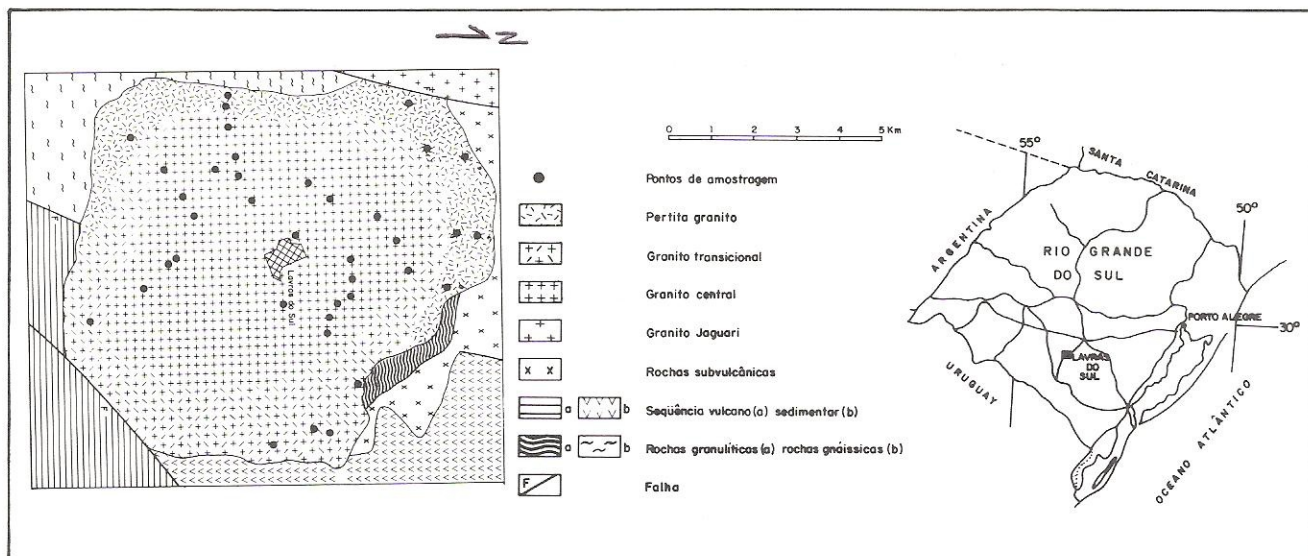 N
F
F
F
Lavras do Sul
0 1 2 3 4 5 Km
Pontos de amostragem
Pertita granito
Granito transicional
Granito central
Granito Jaguari
x x Rochas subvulcânicas
a b Seqüência vulcano (a) sedimentar (b)
a b Rochas granulíticas (a) rochas gnáissicas (b)
F Falha
55°
SANTA
CATARINA
50°
ARGENTINA
RIO GRANDE
DO SUL
PORTO ALEGRE
30°
LAVRAS
DO
SUL
URUGUAY
OCEANO ATLÂNTICO